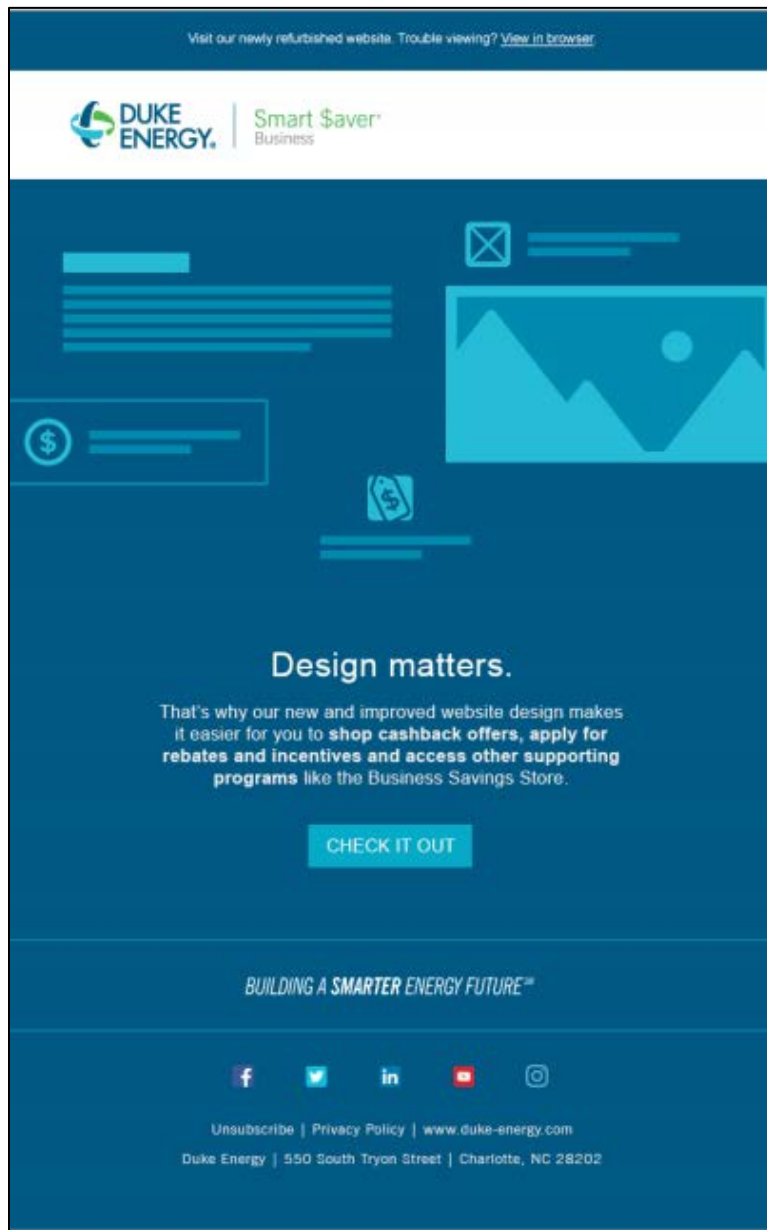 Visit our newly refurbished website. Trouble viewing? View in browser
DUKE
ENERGY®
Smart $aver®
Business
$
$
Design matters.
That's why our new and improved website design makes
it easier for you to shop cashback offers, apply for
rebates and incentives and access other supporting
programs like the Business Savings Store.
CHECK IT OUT
BUILDING A SMARTER ENERGY FUTURE℠
f
in
Unsubscribe | Privacy Policy | www.duke-energy.com
Duke Energy | 550 South Tryon Street | Charlotte, NC 28202